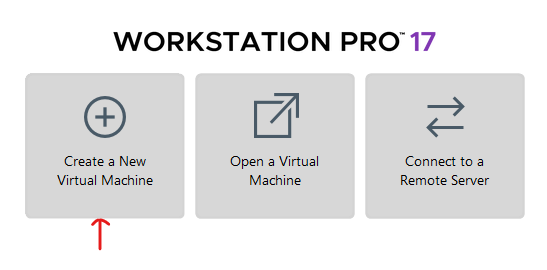 WORKSTATION PRO™ 17
Create a New
Virtual Machine
Open a Virtual
Machine
Connect to a
Remote Server